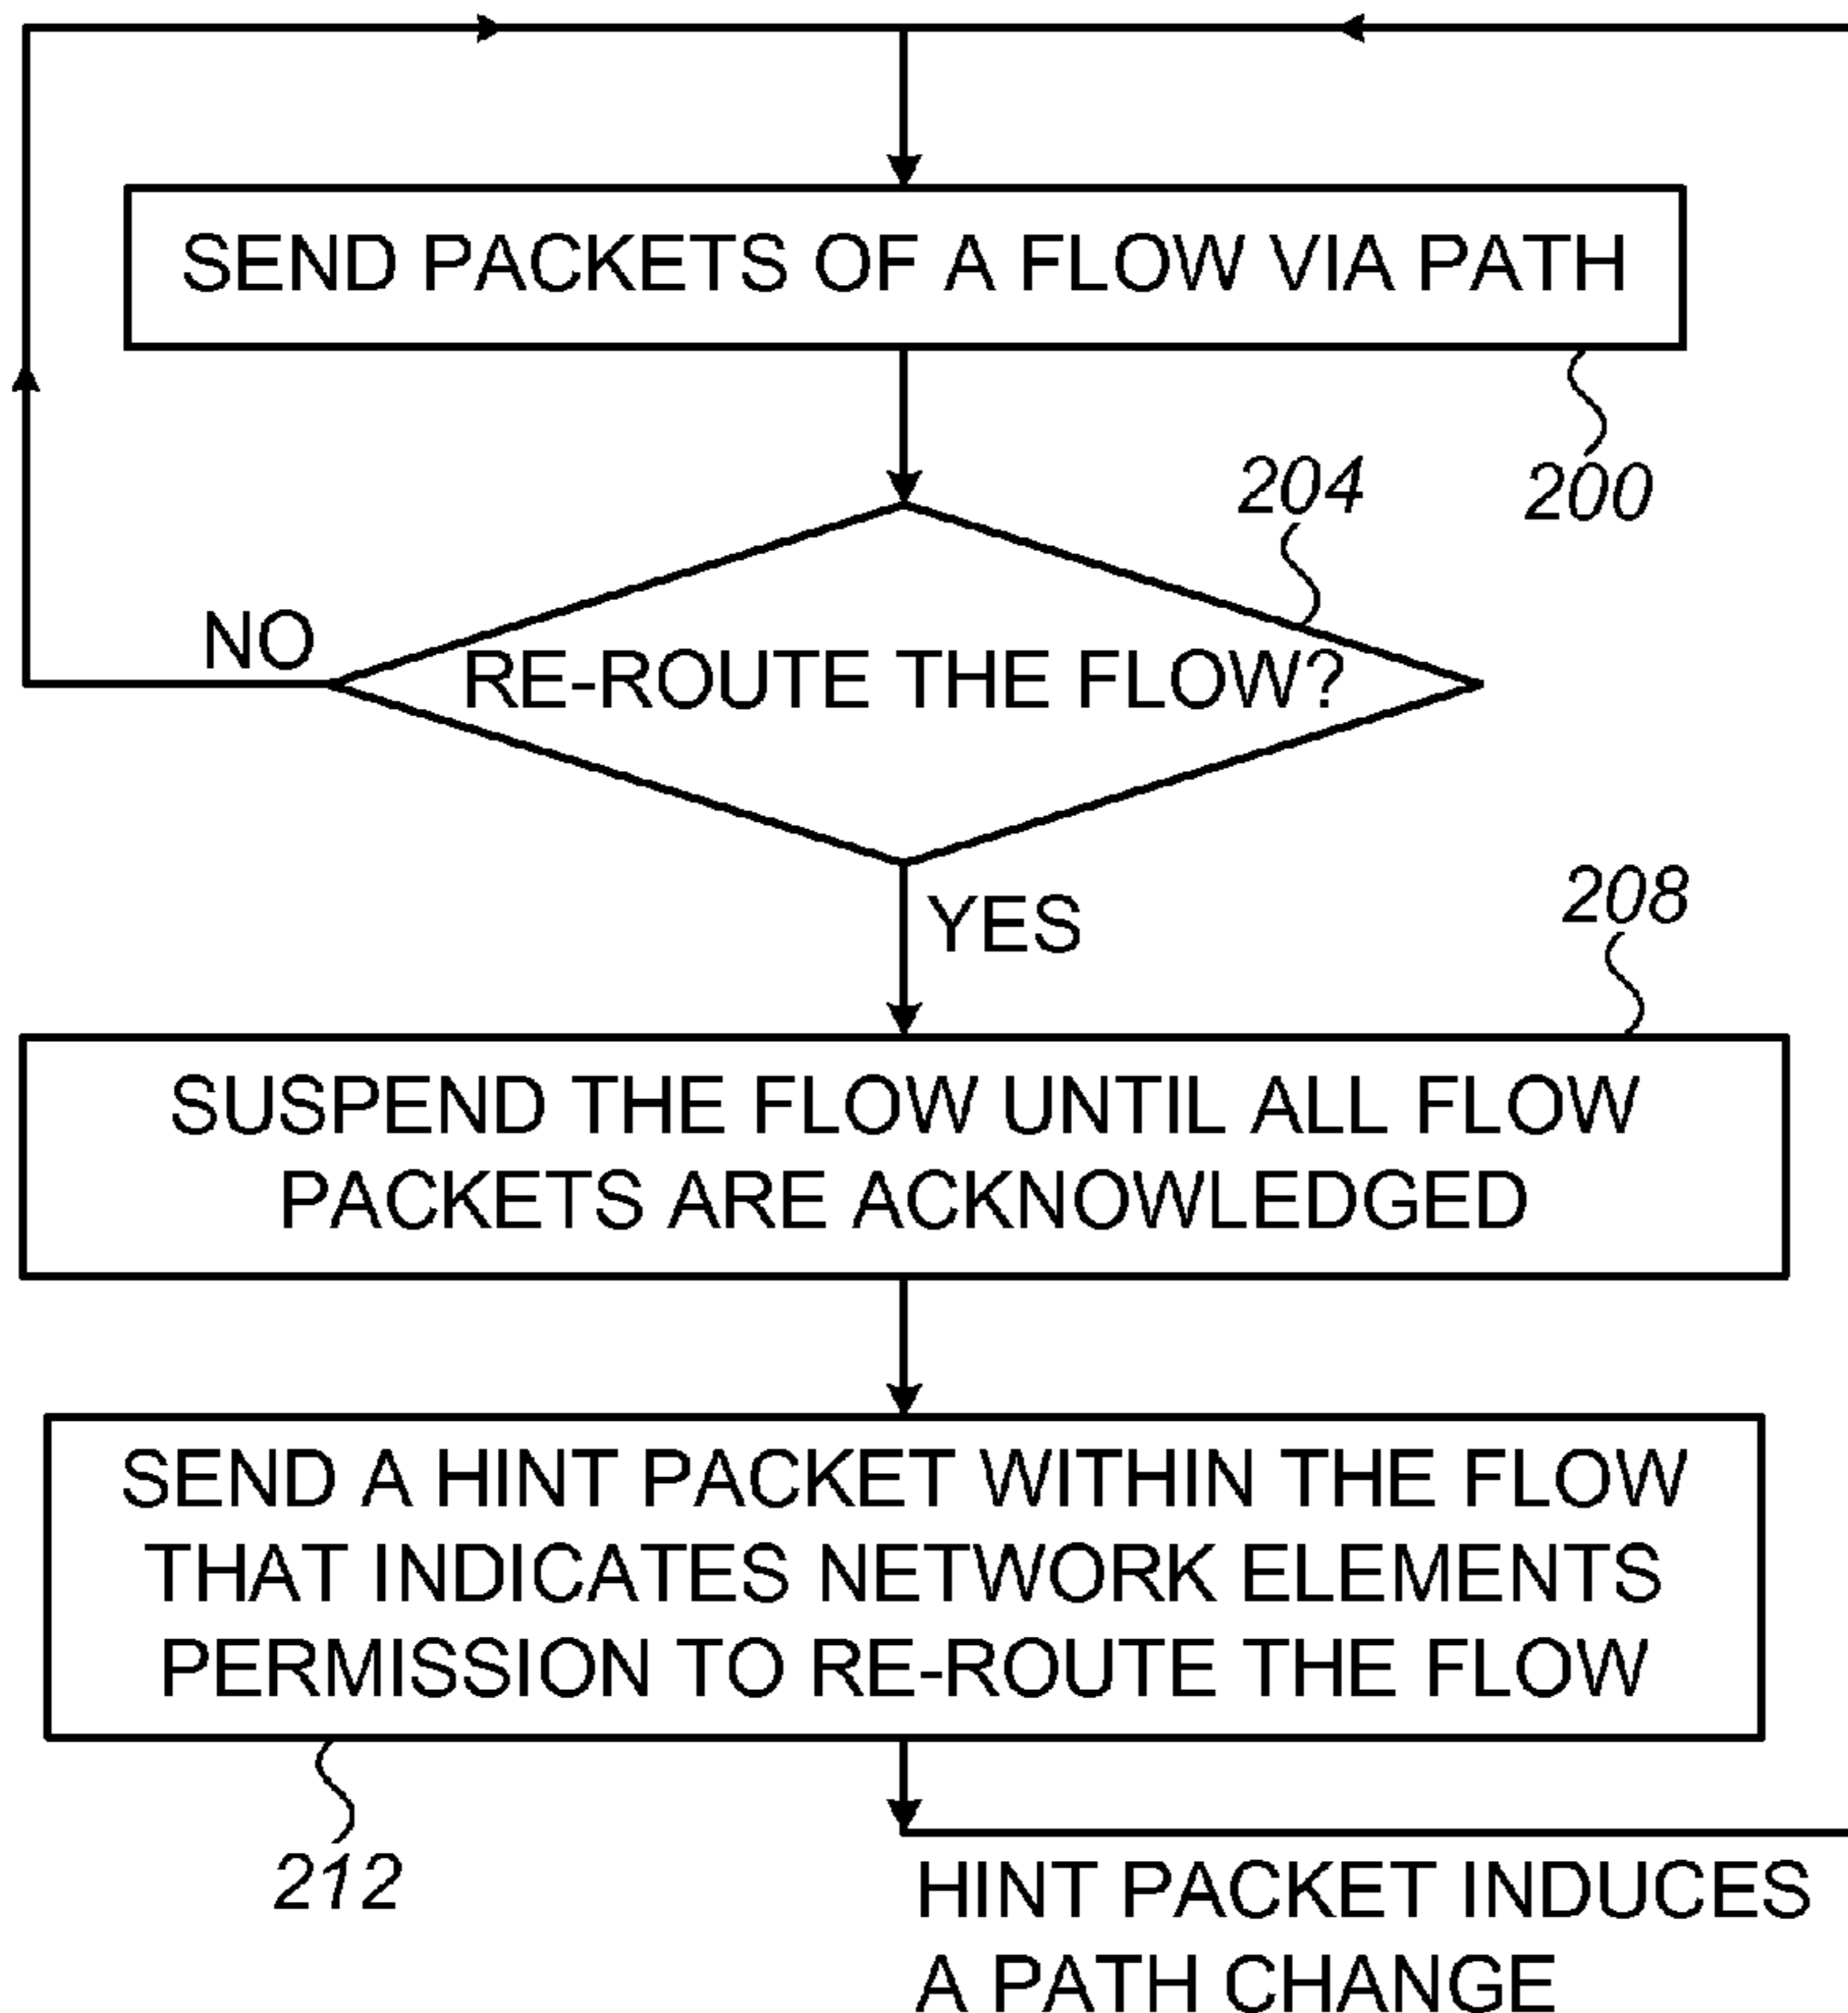 SEND PACKETS OF A FLOW VIA PATH
200
204
NO
RE-ROUTE THE FLOW?
YES
208
SUSPEND THE FLOW UNTIL ALL FLOW
PACKETS ARE ACKNOWLEDGED
SEND A HINT PACKET WITHIN THE FLOW
THAT INDICATES NETWORK ELEMENTS
PERMISSION TO RE-ROUTE THE FLOW
212
HINT PACKET INDUCES
A PATH CHANGE